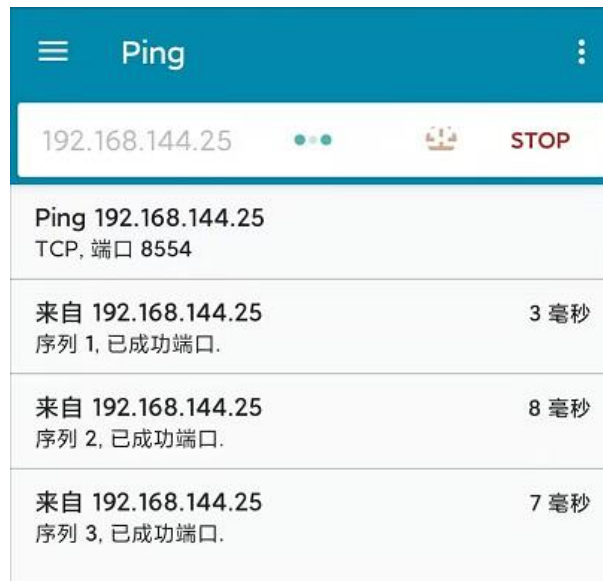 Ping
192.168.144.25
STOP
Ping 192.168.144.25
TCP, 端口 8554
来自 192.168.144.25
3 毫秒
序列 1, 已成功端口.
来自 192.168.144.25
8 毫秒
序列 2, 已成功端口.
来自 192.168.144.25
7 毫秒
序列 3, 已成功端口.